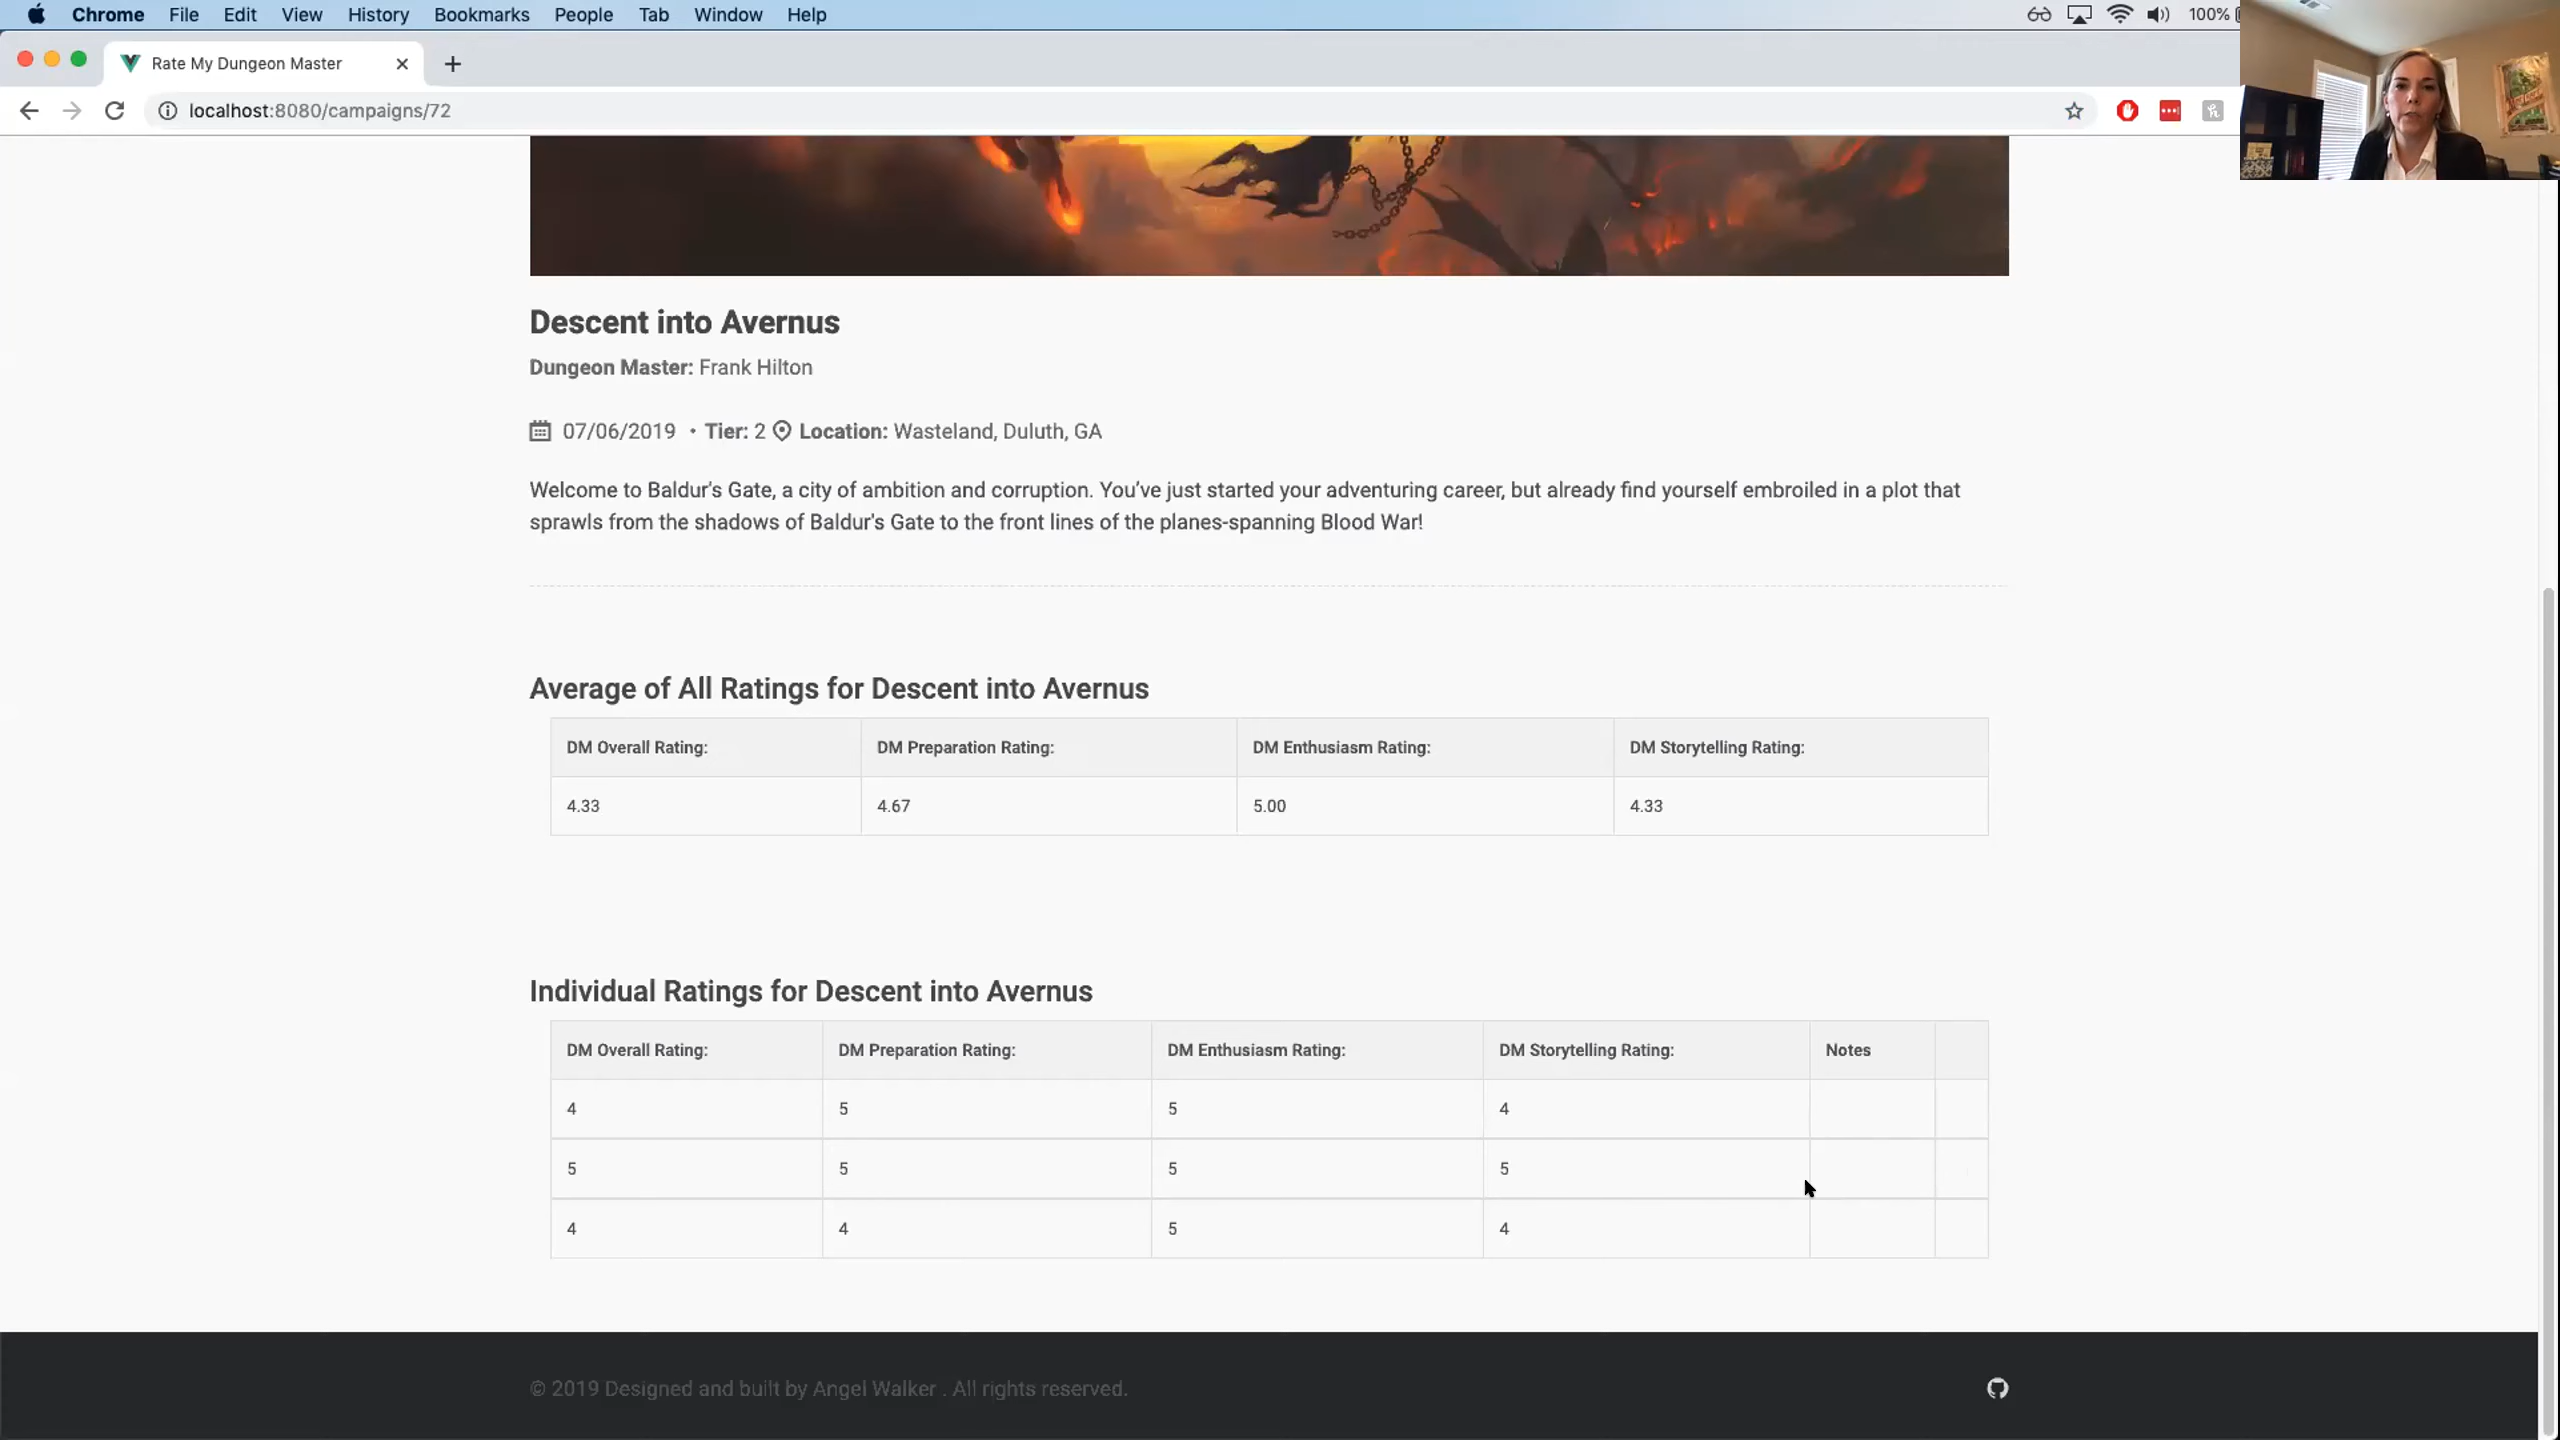 Chrome File Edit View History Bookmarks People Tab Window Help 100%
Rate My Dungeon Master
localhost:8080/campaigns/72
Descent into Avernus
Dungeon Master: Frank Hilton
07/06/2019 • Tier: 2 Location: Wasteland, Duluth, GA
Welcome to Baldur's Gate, a city of ambition and corruption. You've just started your adventuring career, but already find yourself embroiled in a plot that
sprawls from the shadows of Baldur's Gate to the front lines of the planes-spanning Blood War!
Average of All Ratings for Descent into Avernus
DM Overall Rating: DM Preparation Rating: DM Enthusiasm Rating: DM Storytelling Rating:
4.33 4.67 5.00 4.33
Individual Ratings for Descent into Avernus
DM Overall Rating: DM Preparation Rating: DM Enthusiasm Rating: DM Storytelling Rating: Notes
4 5 5 4
5 5 5 5
4 4 5 4
© 2019 Designed and built by Angel Walker . All rights reserved.